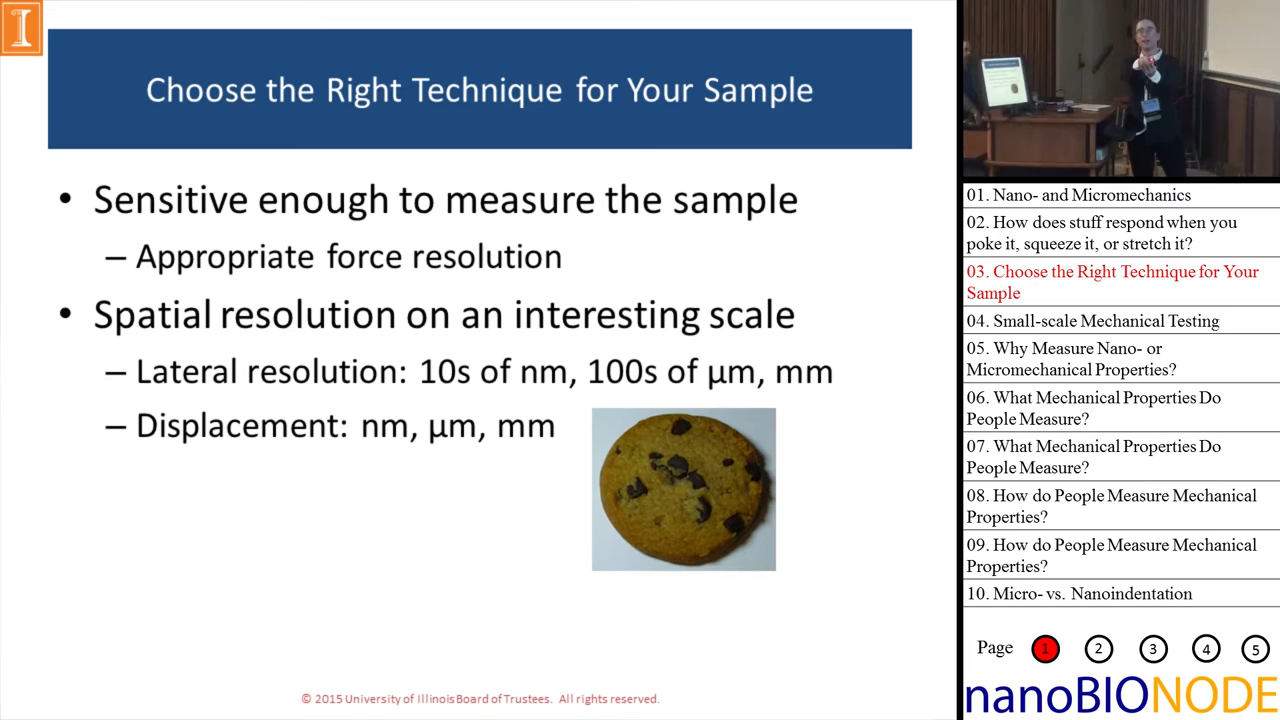 I
Choose the Right Technique for Your Sample
• Sensitive enough to measure the sample
– Appropriate force resolution
• Spatial resolution on an interesting scale
– Lateral resolution: 10s of nm, 100s of µm, mm
– Displacement: nm, µm, mm
© 2015 University of IllinoisBoard of Trustees. All rights reserved.
01. Nano- and Micromechanics
02. How does stuff respond when you
poke it, squeeze it, or stretch it?
03. Choose the Right Technique for Your
Sample
04. Small-scale Mechanical Testing
05. Why Measure Nano- or
Micromechanical Properties?
06. What Mechanical Properties Do
People Measure?
07. What Mechanical Properties Do
People Measure?
08. How do People Measure Mechanical
Properties?
09. How do People Measure Mechanical
Properties?
10. Micro- vs. Nanoindentation
Page 1 2 3 4 5
nanoBIONODE